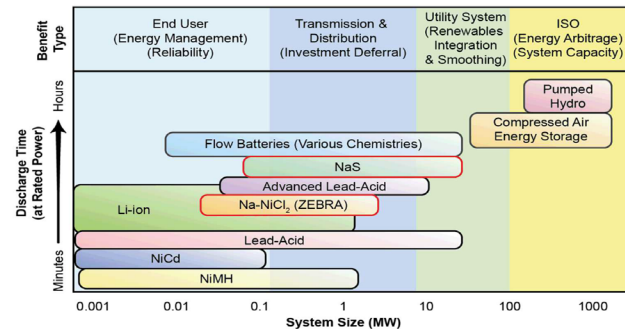 Benefit
Type
End User
(Energy Management)
(Reliability)
Transmission &
Distribution
(Investment Deferral)
Utility System
(Renewables
Integration
& Smoothing)
ISO
(Energy Arbitrage)
(System Capacity)
Discharge Time
(at Rated Power)
Hours
Minutes
Pumped
Hydro
Compressed Air
Energy Storage
Flow Batteries (Various Chemistries)
NaS
Advanced Lead-Acid
Li-ion
Na-NiCl₂ (ZEBRA)
Lead-Acid
NiCd
NiMH
0.001 0.01 0.1 1 10 100 1000
System Size (MW)